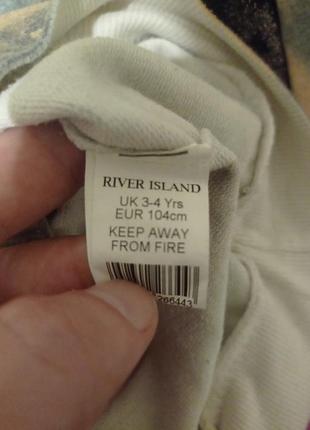 RIVER ISLAND
UK 3-4 Yrs
EUR 104cm
KEEP AWAY
FROM FIRE